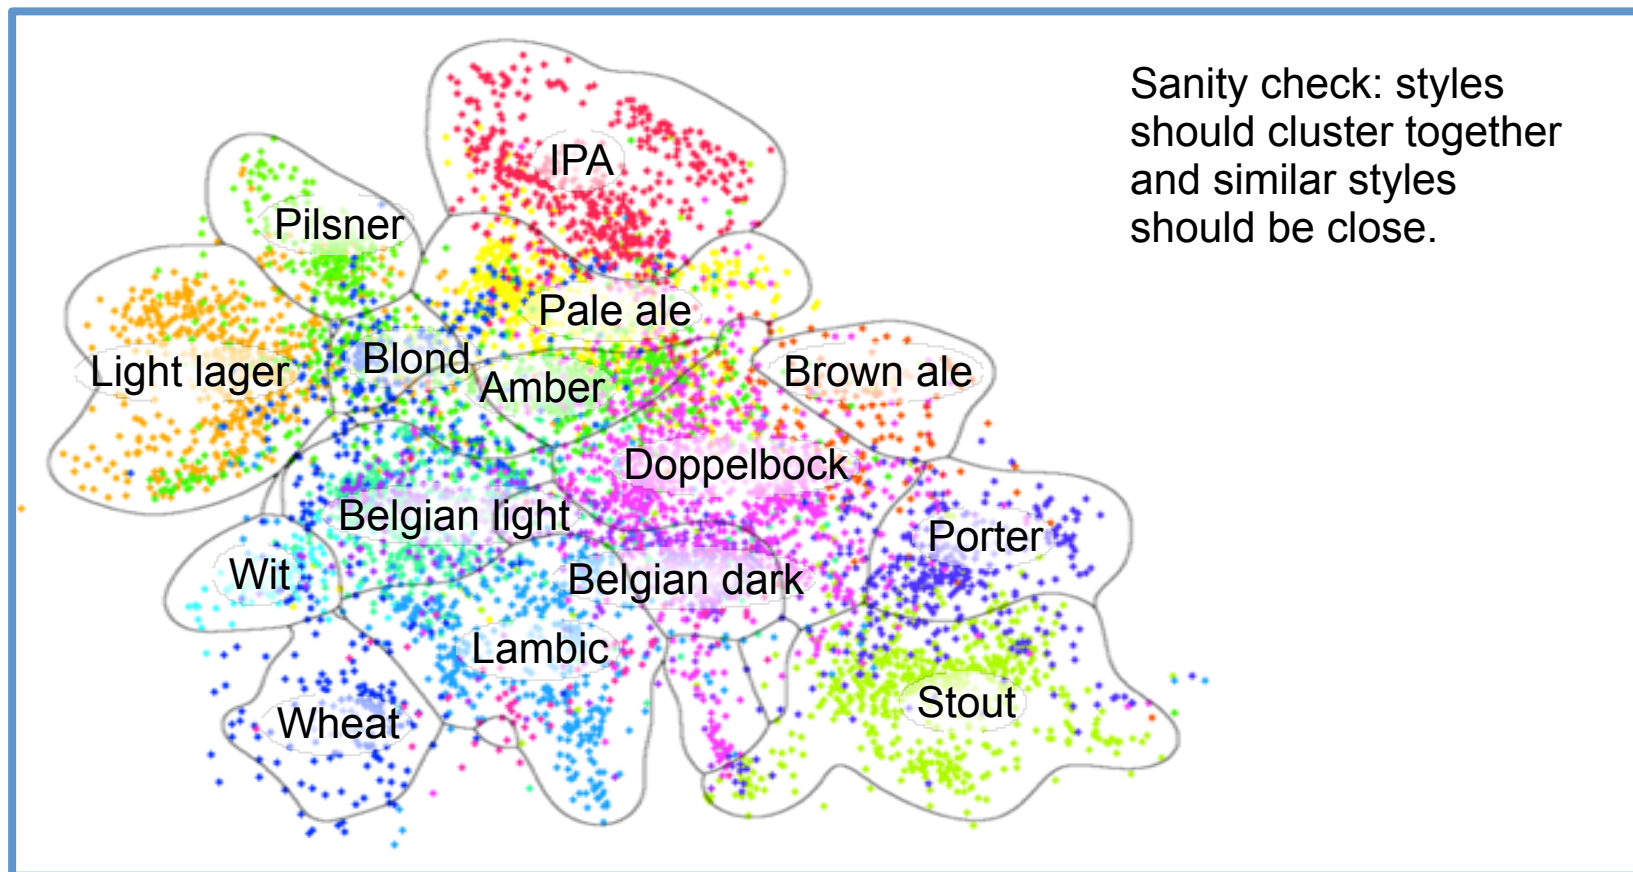 Sanity check: styles
should cluster together
and similar styles
should be close.
IPA
Pilsner
Pale ale
Blond
Light lager
Amber
Brown ale
Doppelbock
Belgian light
Porter
Wit
Belgian dark
Lambic
Stout
Wheat